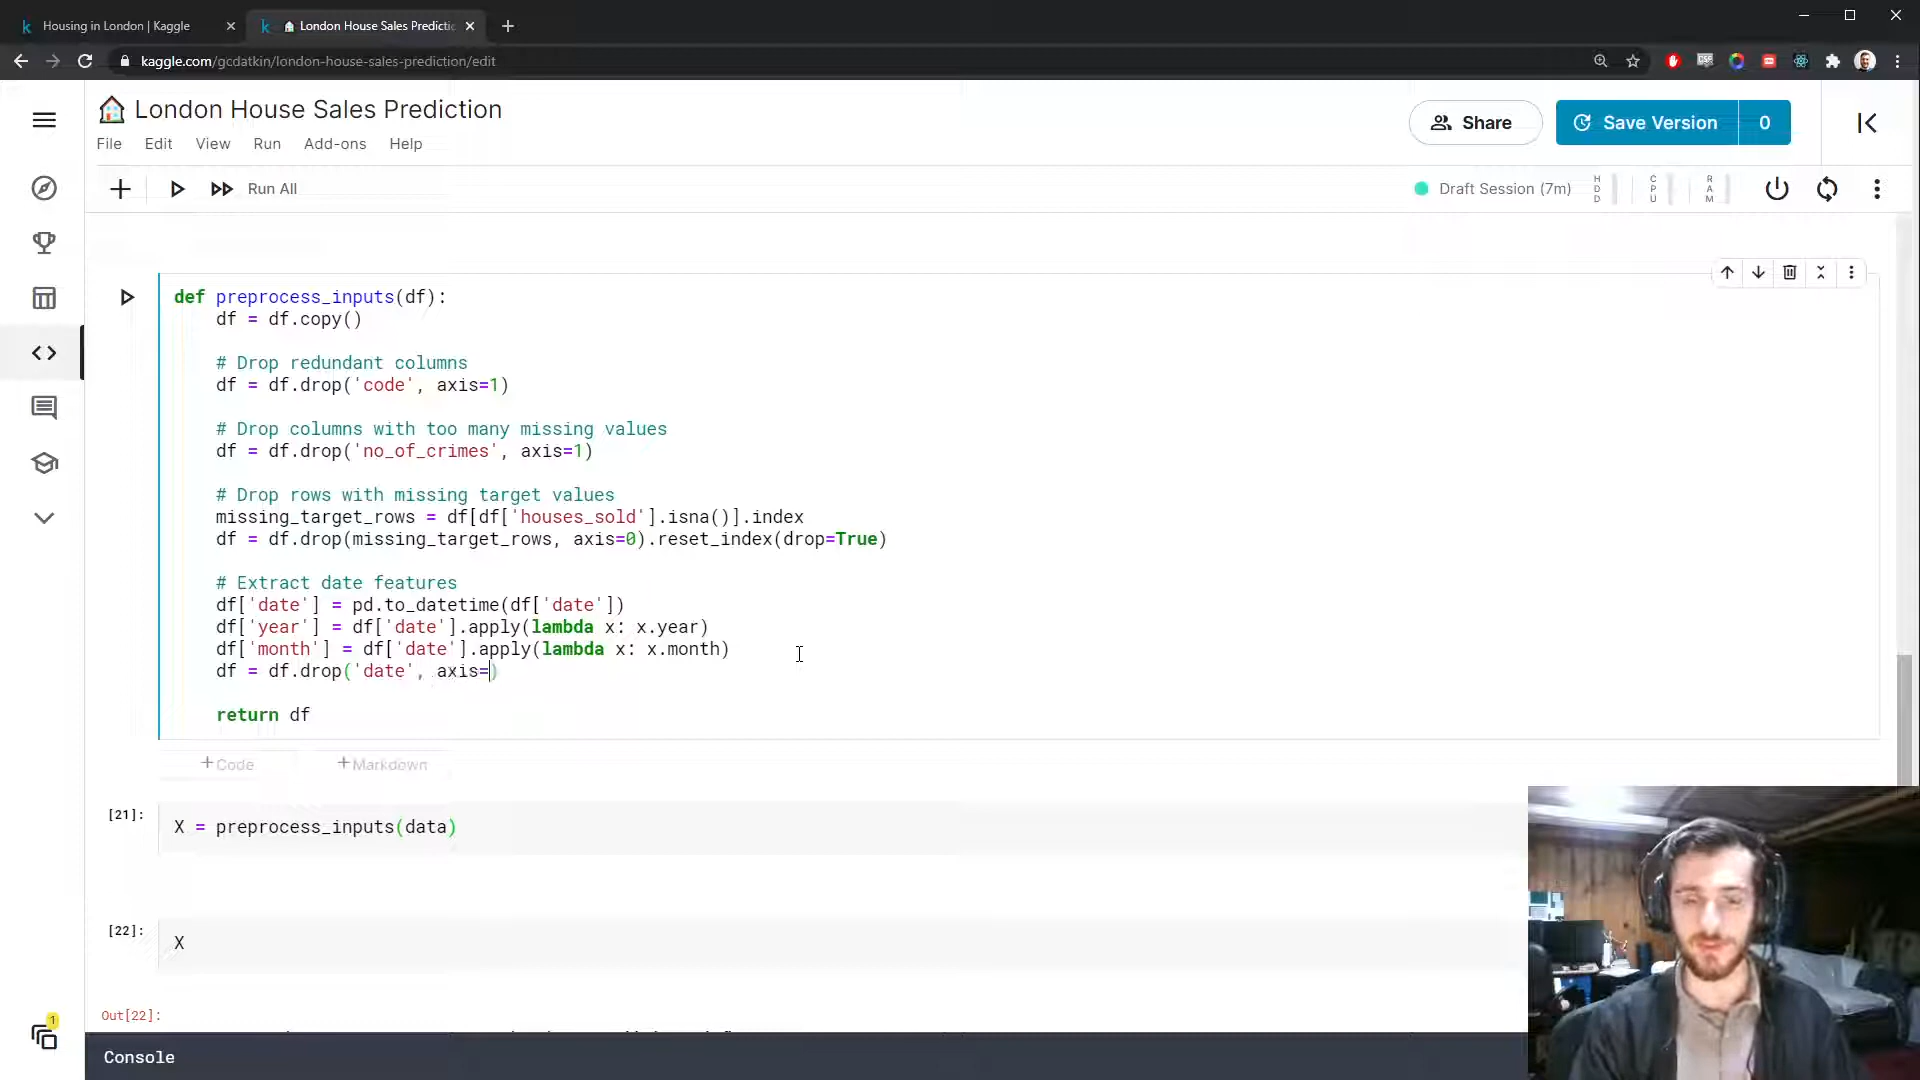 Housing in London | Kaggle
London House Sales Predictic
kaggle.com/gcdatkin/london-house-sales-prediction/edit
London House Sales Prediction
Share
Save Version
0
File Edit View Run Add-ons Help
Run All
Draft Session (7m)
HDD
CPU
RAM
def preprocess_inputs(df):
df = df.copy()
# Drop redundant columns
df = df.drop('code', axis=1)
# Drop columns with too many missing values
df = df.drop('no_of_crimes', axis=1)
# Drop rows with missing target values
missing_target_rows = df[df['houses_sold'].isna()].index
df = df.drop(missing_target_rows, axis=0).reset_index(drop=True)
# Extract date features
df['date'] = pd.to_datetime(df['date'])
df['year'] = df['date'].apply(lambda x: x.year)
df['month'] = df['date'].apply(lambda x: x.month)
df = df.drop('date', axis=)
return df
+Code +Markdown
[21]:
X = preprocess_inputs(data)
[22]:
X
Out[22]:
1
Console